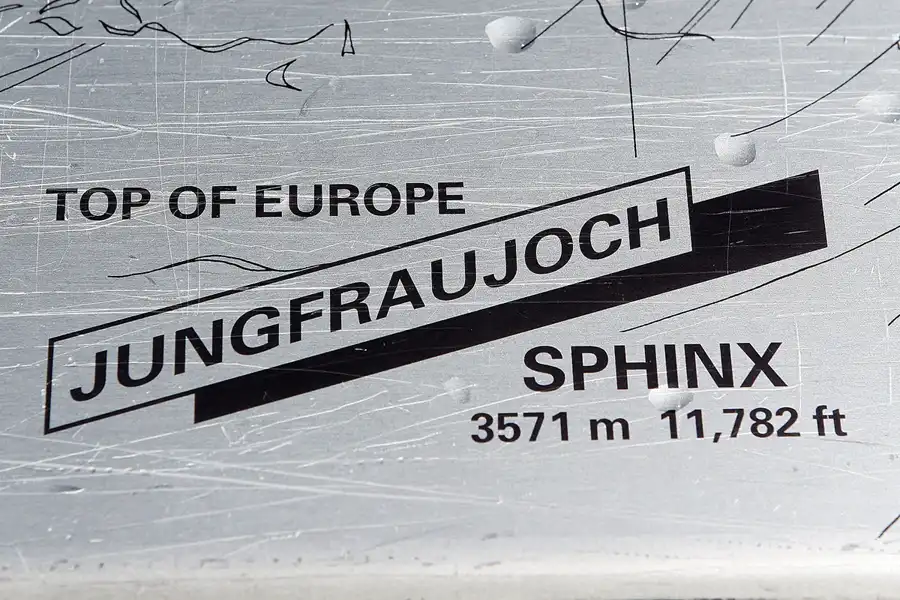 TOP OF EUROPE
JUNGFRAUJOCH
SPHINX
3571 m 11,782 ft